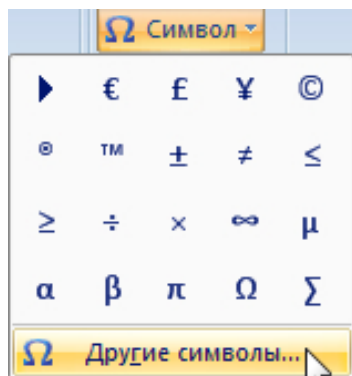 Ω Символ
▶ € £ ¥ ©
® ™ ± ≠ ≤
≥ ÷ × ∞ µ
α β π Ω ∑
Ω Другие символы...